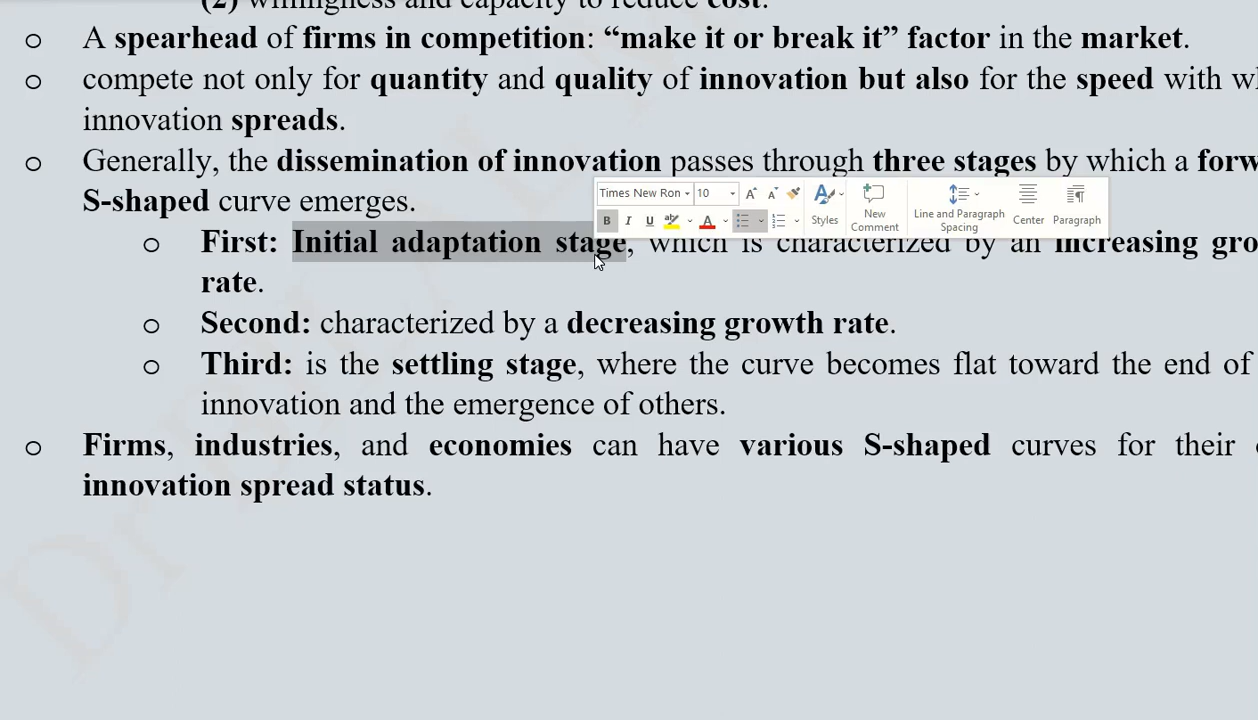 (2) willingness and capacity to reduce cost.
A spearhead of firms in competition: “make it or break it” factor in the market.
compete not only for quantity and quality of innovation but also for the speed with
innovation spreads.
Generally, the dissemination of innovation passes through three stages by which a
S-shaped curve emerges.
Times New Ron 10
B I U A Styles New Comment Line and Paragraph Spacing Center Paragraph
First: Initial adaptation stage, which is characterized by an increasing
rate.
Second: characterized by a decreasing growth rate.
Third: is the settling stage, where the curve becomes flat toward the end of
innovation and the emergence of others.
Firms, industries, and economies can have various S-shaped curves for their
innovation spread status.
Dr